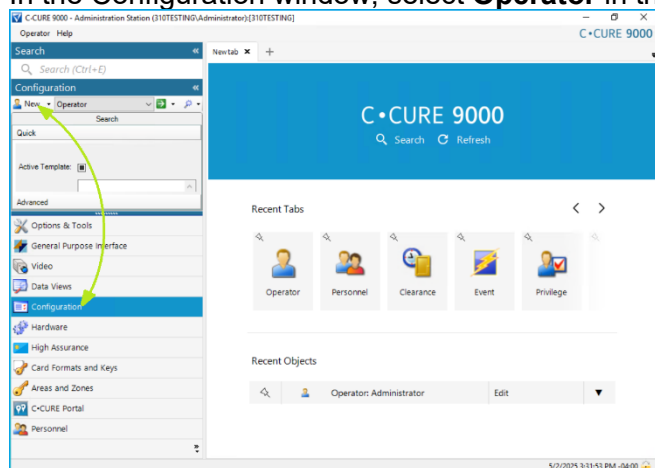 In the Configuration window, select Operator in th
C•CURE 9000 - Administration Station (310TESTING\Administrator):[310TESTING]
Operator Help
C•CURE 9000
Search «
Search (Ctrl+E)
Configuration «
New Operator
Search
Quick
Active Template:
Advanced
Options & Tools
General Purpose Interface
Video
Data Views
Configuration
Hardware
High Assurance
Card Formats and Keys
Areas and Zones
C•CURE Portal
Personnel
New tab × +
C•CURE 9000
Search Refresh
Recent Tabs < >
Operator Personnel Clearance Event Privilege
Recent Objects
Operator: Administrator Edit ▼
5/2/2025 3:31:53 PM -04:00